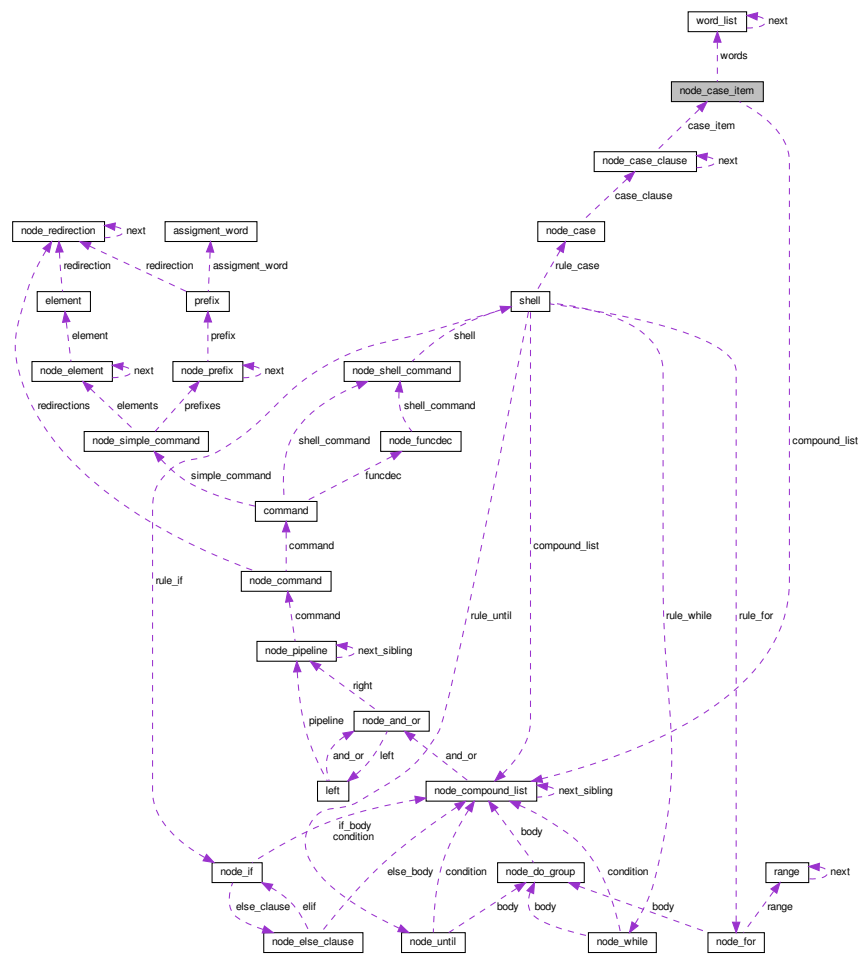 word_list
next
words
node_case_item
case_item
node_case_clause
next
case_clause
node_redirection
next
assigment_word
node_case
redirection
redirection
assigment_word
rule_case
element
prefix
shell
element
prefix
shell
node_element
next
node_prefix
next
node_shell_command
redirections
elements
prefixes
shell_command
node_simple_command
shell_command
node_funcdec
compound_list
simple_command
funcdec
command
command
compound_list
node_command
rule_if
command
rule_until
rule_while
rule_for
node_pipeline
next_sibling
right
pipeline
node_and_or
and_or
left
and_or
left
node_compound_list
next_sibling
if_body
condition
body
node_if
else_body
condition
node_do_group
condition
range
next
else_clause
elif
body
body
body
range
node_else_clause
node_until
node_while
node_for